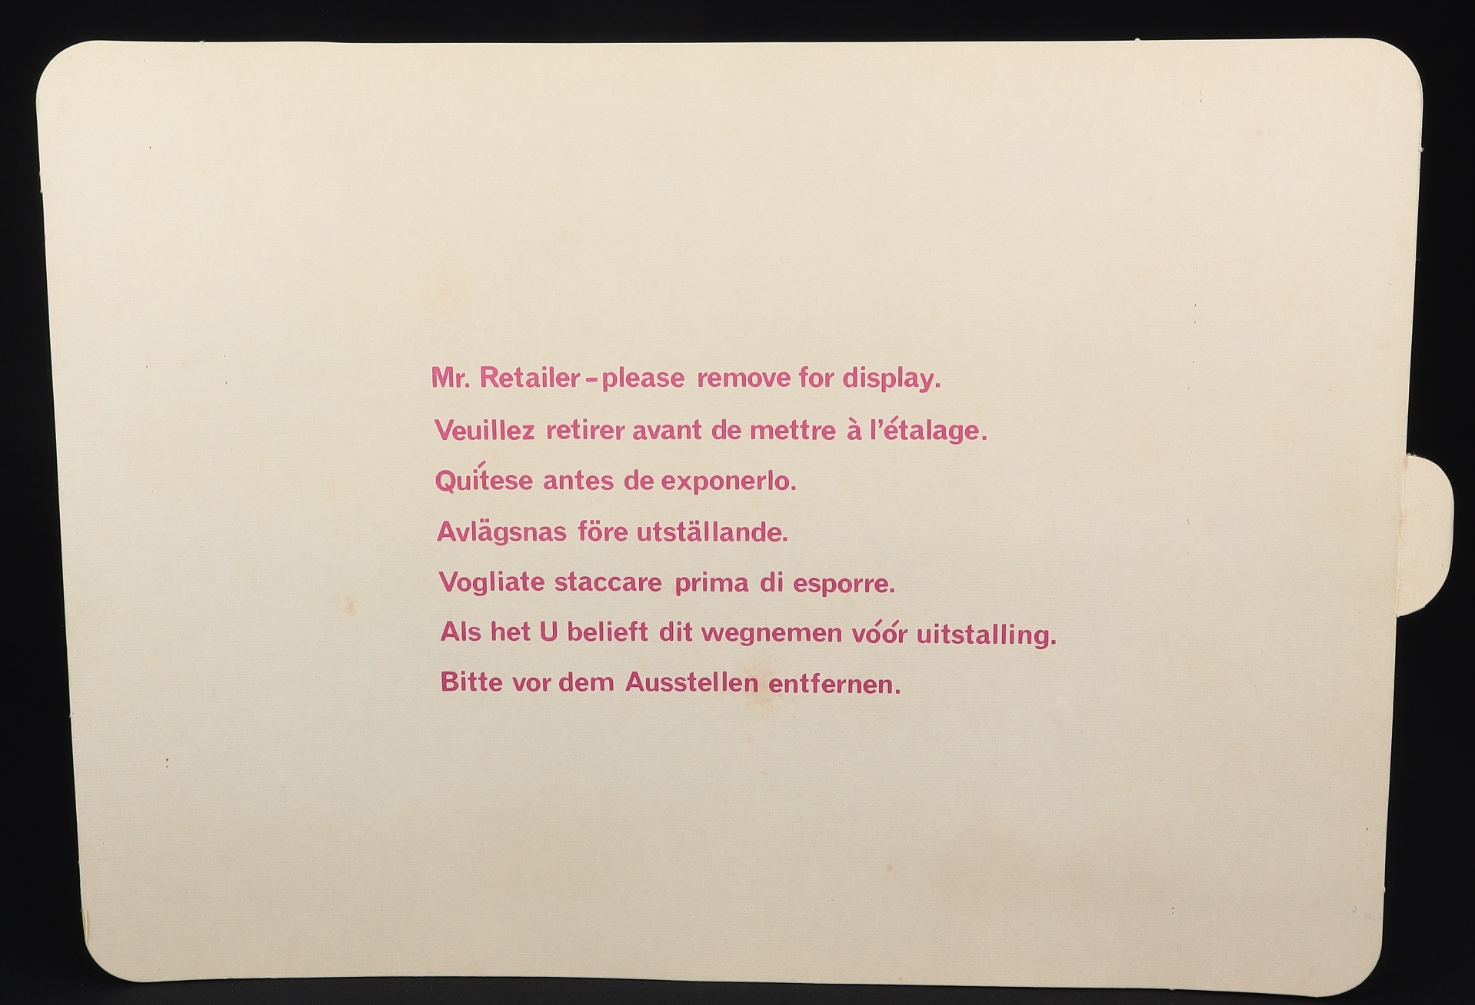 Mr. Retailer-please remove for display.
Veuillez retirer avant de mettre à l'étalage.
Quítese antes de exponerlo.
Avlägsnas före utställande.
Vogliate staccare prima di esporre.
Als het U belieft dit wegnemen vóór uitstalling.
Bitte vor dem Ausstellen entfernen.